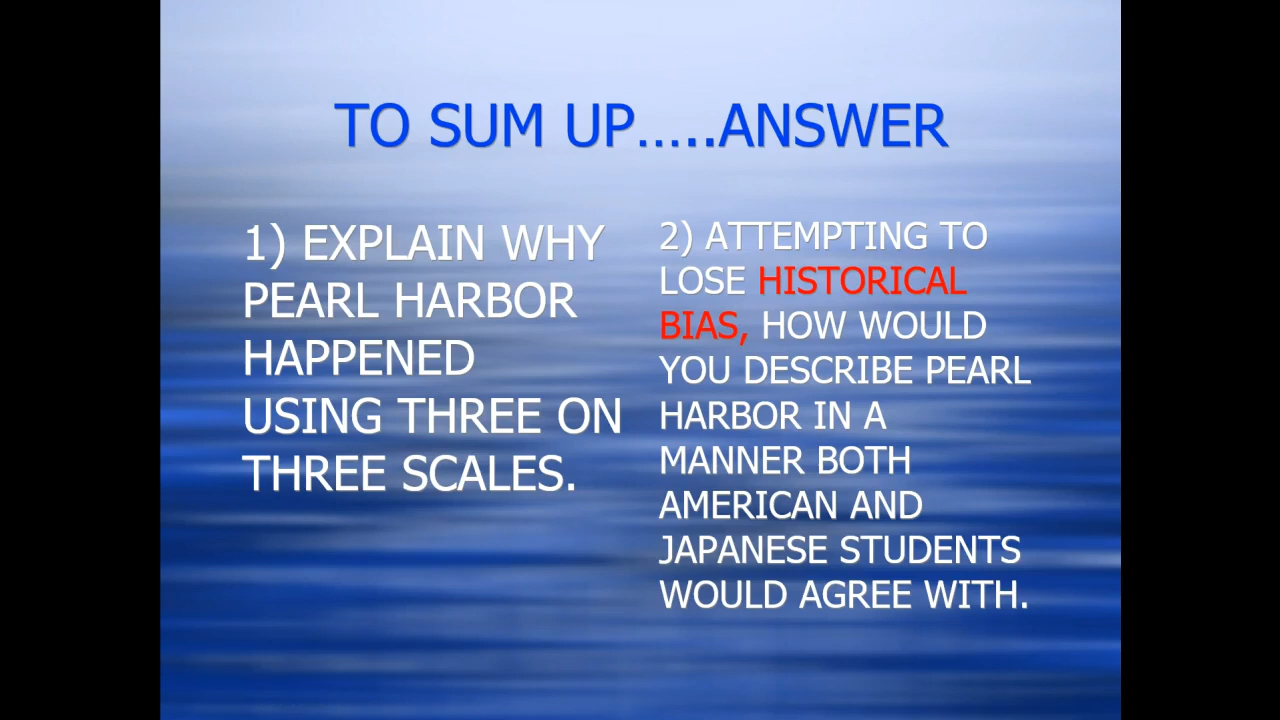 TO SUM UP…..ANSWER
1) EXPLAIN WHY
PEARL HARBOR
HAPPENED
USING THREE ON
THREE SCALES.
2) ATTEMPTING TO
LOSE HISTORICAL
BIAS, HOW WOULD
YOU DESCRIBE PEARL
HARBOR IN A
MANNER BOTH
AMERICAN AND
JAPANESE STUDENTS
WOULD AGREE WITH.